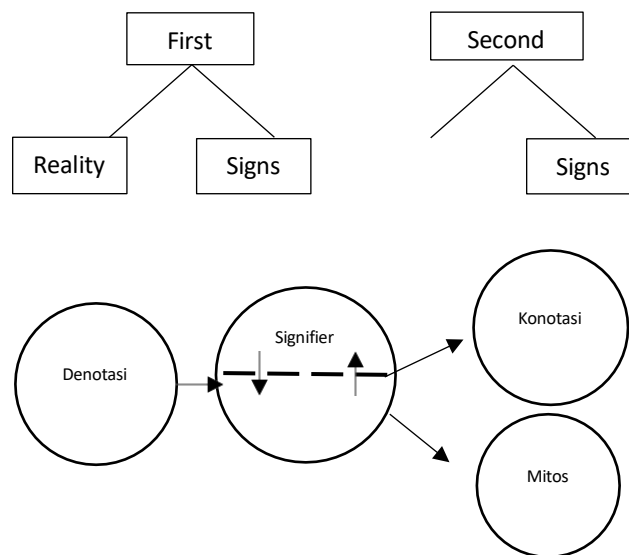 First
Second
Reality
Signs
Signs
Denotasi
Signifier
Konotasi
Mitos